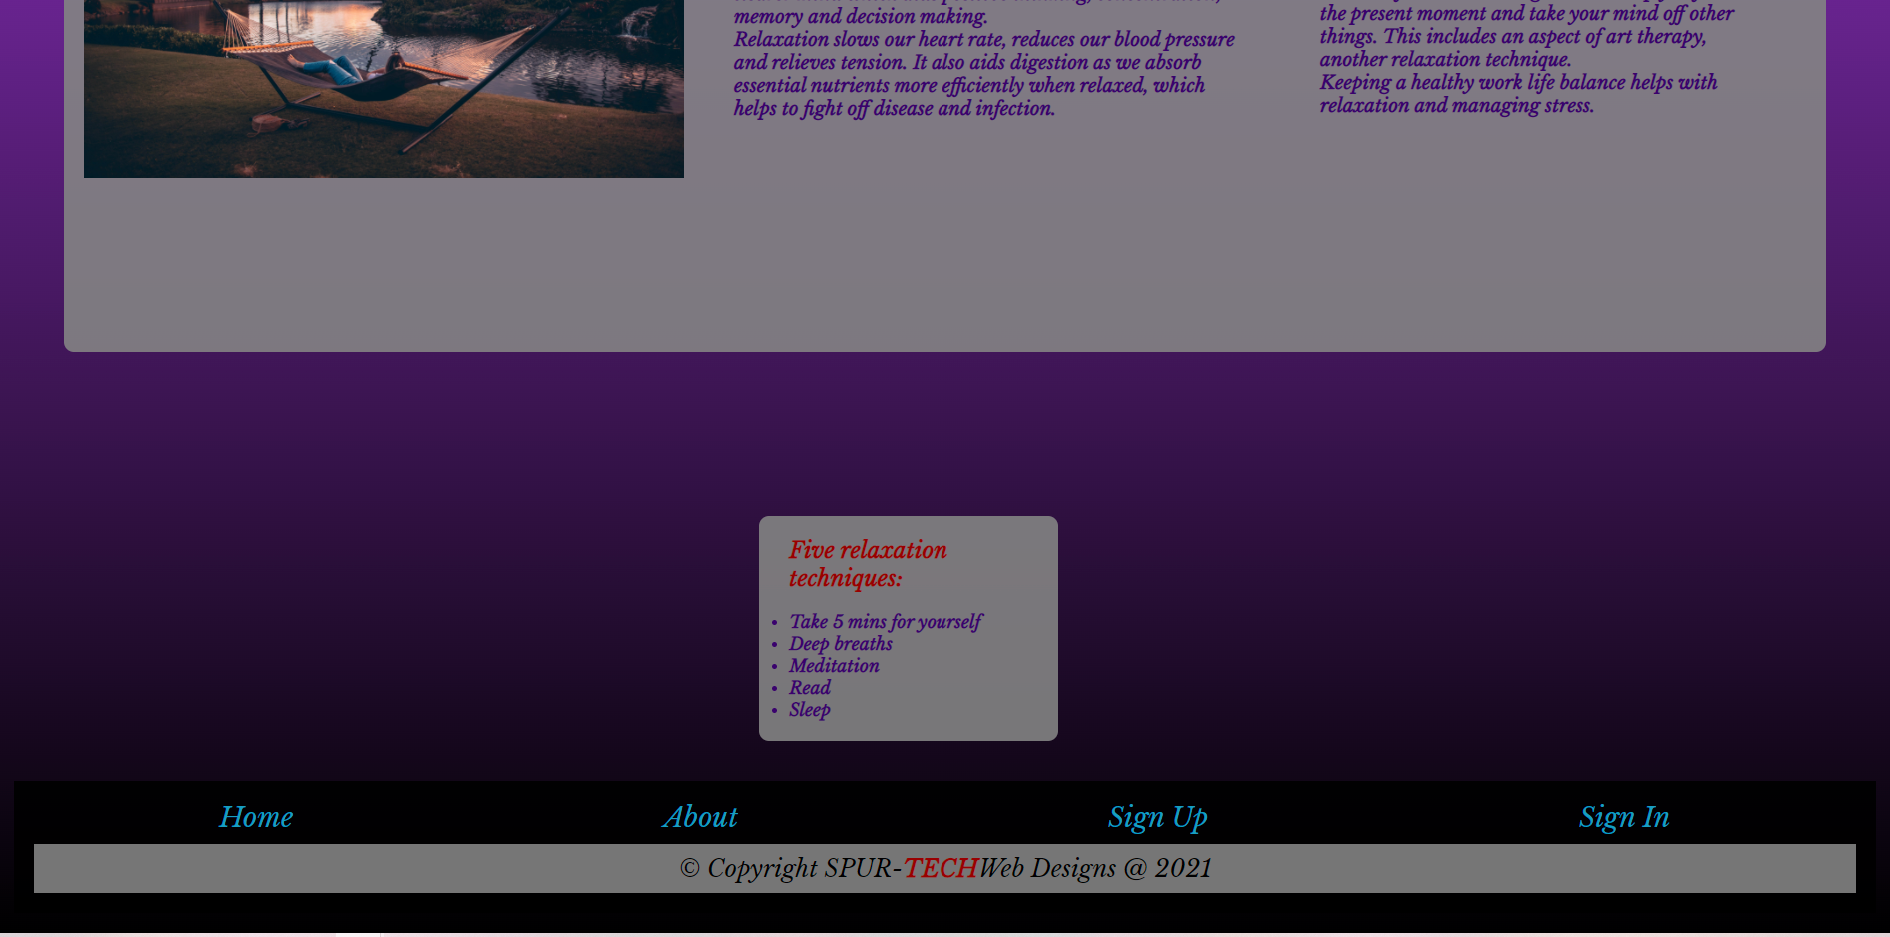 memory and decision making.
Relaxation slows our heart rate, reduces our blood pressure
and relieves tension. It also aids digestion as we absorb
essential nutrients more efficiently when relaxed, which
helps to fight off disease and infection.
the present moment and take your mind off other
things. This includes an aspect of art therapy,
another relaxation technique.
Keeping a healthy work life balance helps with
relaxation and managing stress.
Five relaxation
techniques:
• Take 5 mins for yourself
• Deep breaths
• Meditation
• Read
• Sleep
Home About Sign Up Sign In
© Copyright SPUR-TECHWeb Designs @ 2021